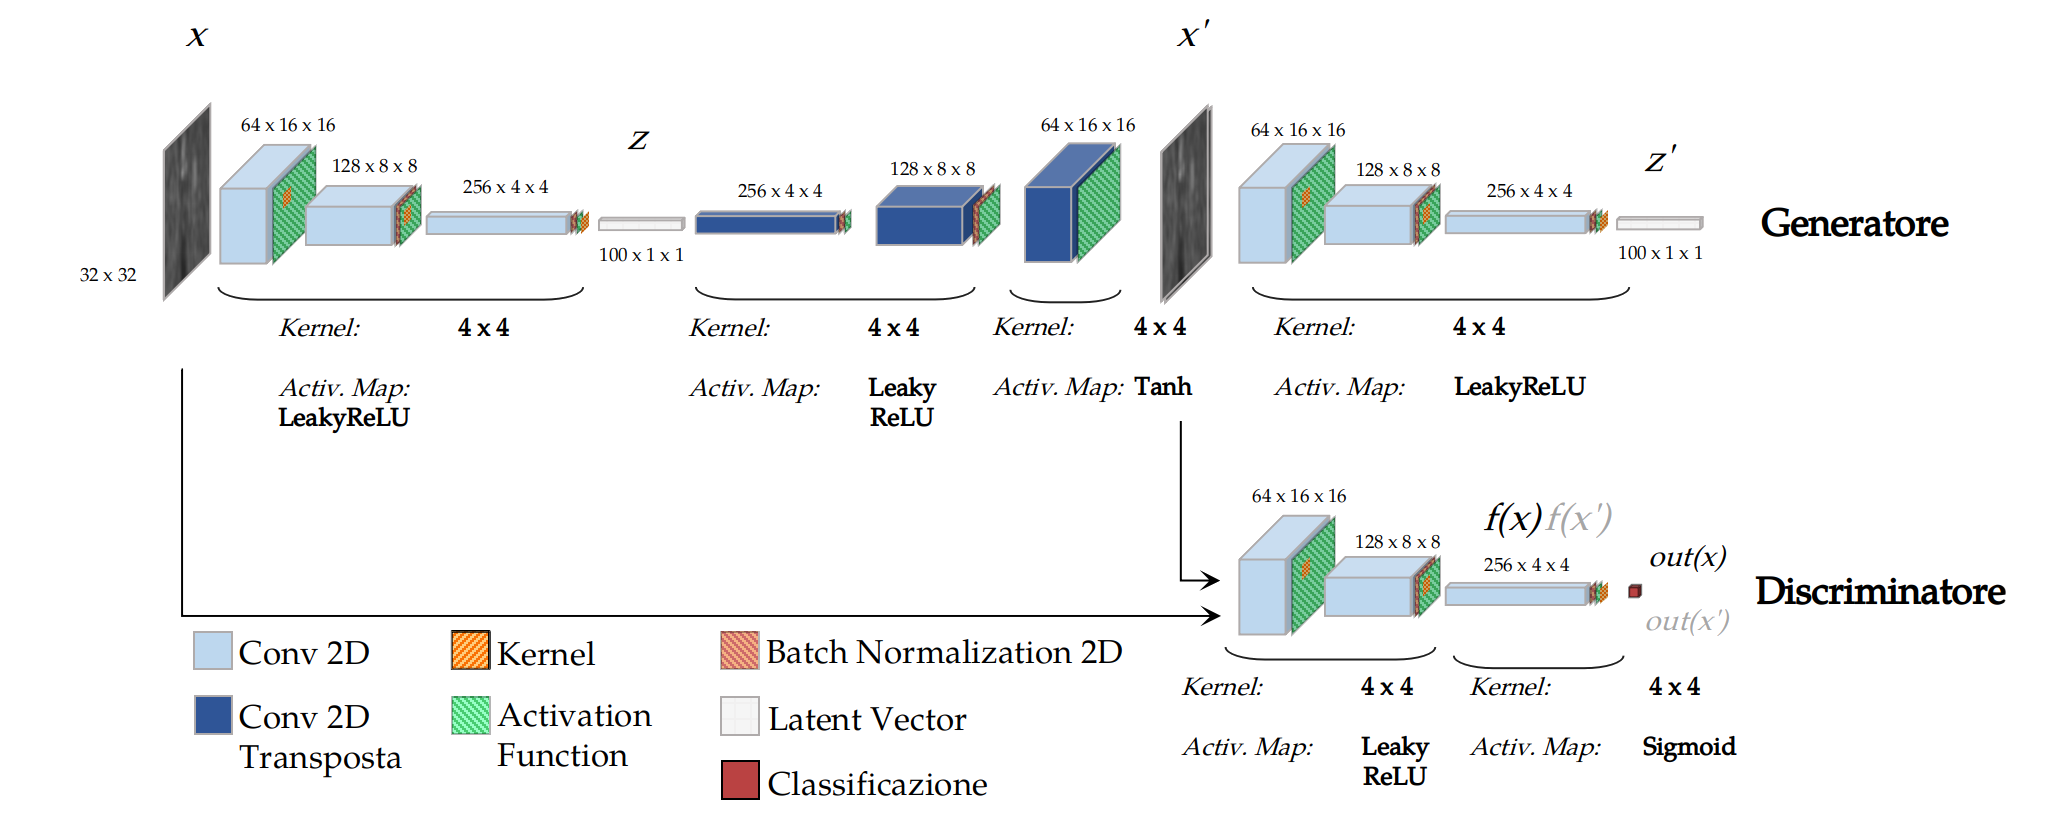 x
x'
64 x 16 x 16
128 x 8 x 8
256 x 4 x 4
z
100 x 1 x 1
256 x 4 x 4
128 x 8 x 8
64 x 16 x 16
64 x 16 x 16
128 x 8 x 8
256 x 4 x 4
z'
100 x 1 x 1
Generatore
32 x 32
Kernel: 4 x 4
Activ. Map:
LeakyReLU
Kernel: 4 x 4
Activ. Map: Leaky
ReLU
Kernel: 4 x 4
Activ. Map: Tanh
Kernel: 4 x 4
Activ. Map: LeakyReLU
64 x 16 x 16
128 x 8 x 8
f(x) f(x')
256 x 4 x 4
out(x)
out(x')
Discriminatore
Kernel: 4 x 4
Activ. Map: Leaky
ReLU
Kernel: 4 x 4
Activ. Map: Sigmoid
Conv 2D
Conv 2D
Transposta
Kernel
Activation
Function
Batch Normalization 2D
Latent Vector
Classificazione